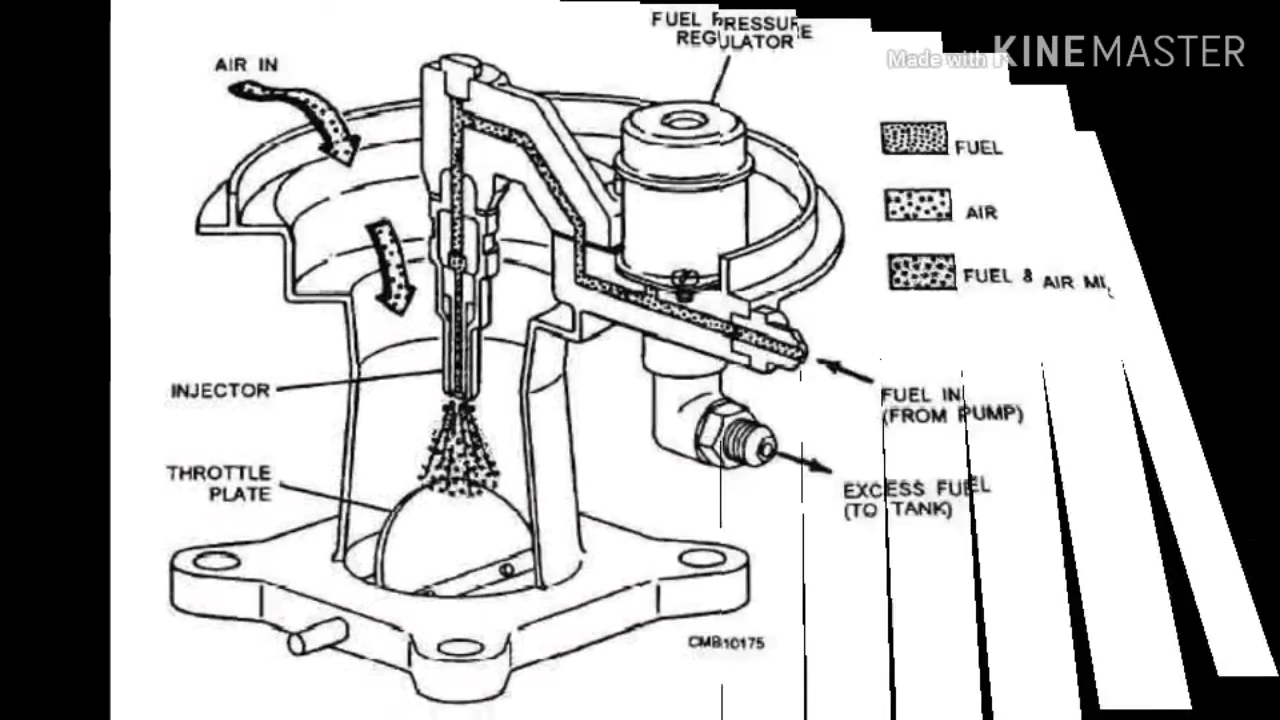 FUEL PRESSURE
REGULATOR
Made with KINEMASTER
AIR IN
FUEL
AIR
FUEL & AIR MI
INJECTOR
FUEL IN
(FROM PUMP)
THROTTLE
PLATE
EXCESS FUEL
(TO TANK)
CMB10175